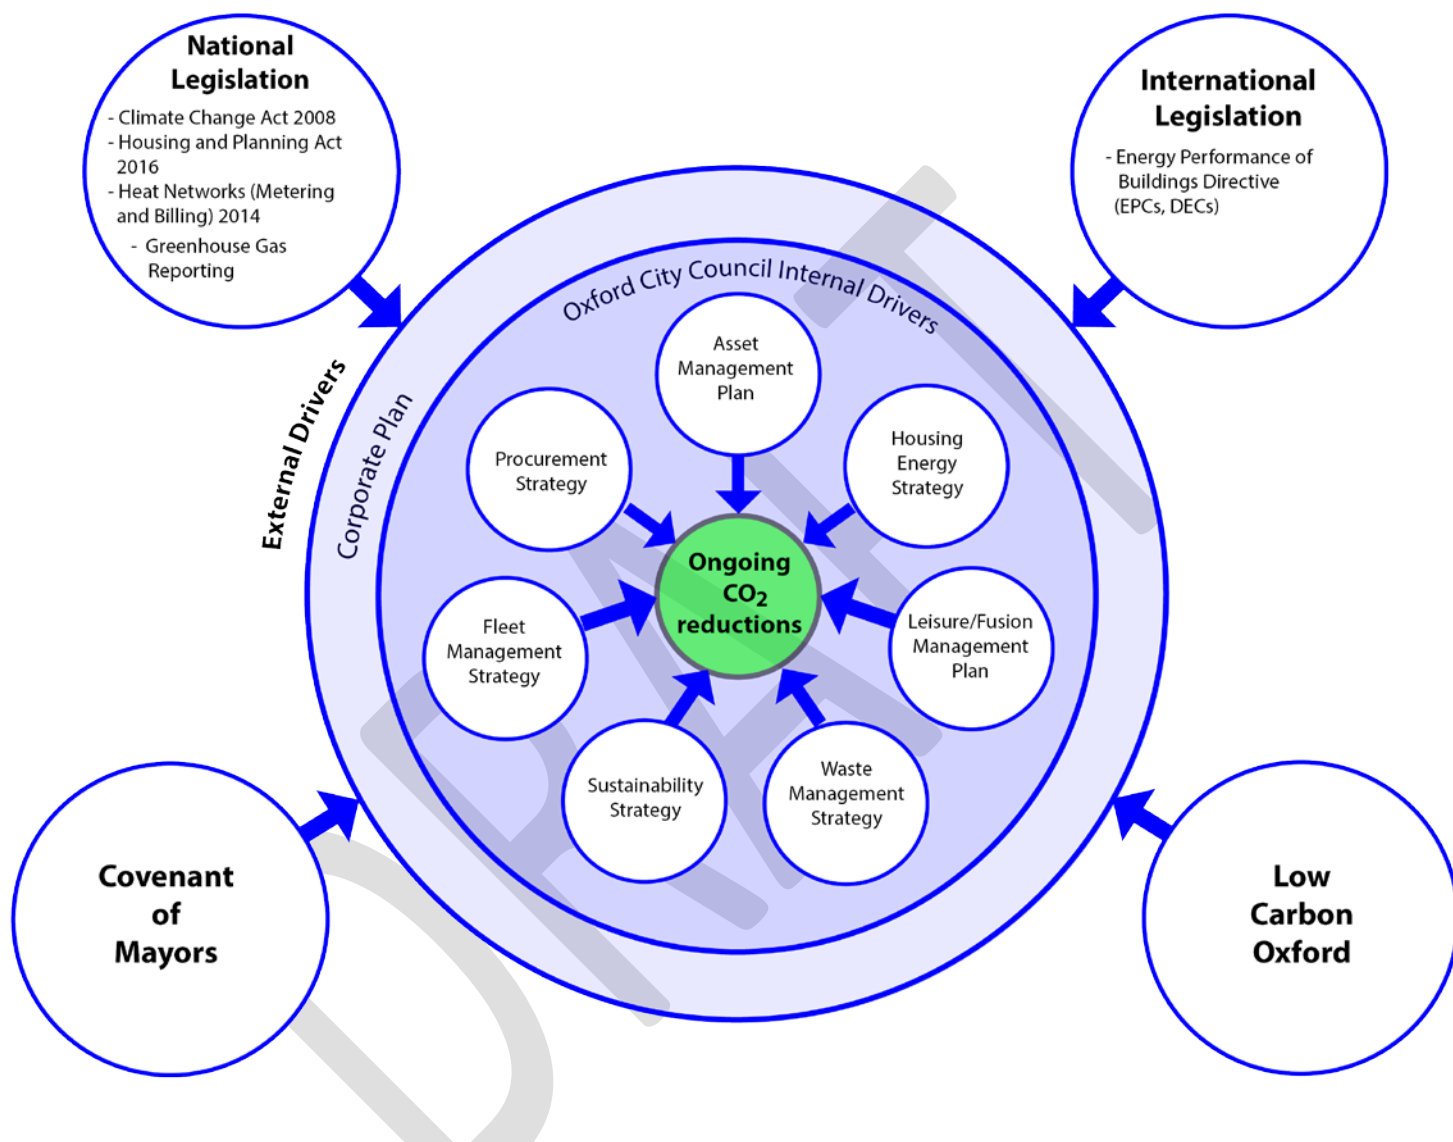 National
Legislation
- Climate Change Act 2008
- Housing and Planning Act
2016
- Heat Networks (Metering
and Billing) 2014
- Greenhouse Gas
Reporting
International
Legislation
- Energy Performance of
Buildings Directive
(EPCs, DECs)
External Drivers
Corporate Plan
Oxford City Council Internal Drivers
Asset
Management
Plan
Procurement
Strategy
Housing
Energy
Strategy
Ongoing
CO2
reductions
Fleet
Management
Strategy
Leisure/Fusion
Management
Plan
Sustainability
Strategy
Waste
Management
Strategy
Covenant
of
Mayors
Low
Carbon
Oxford
DRAFT